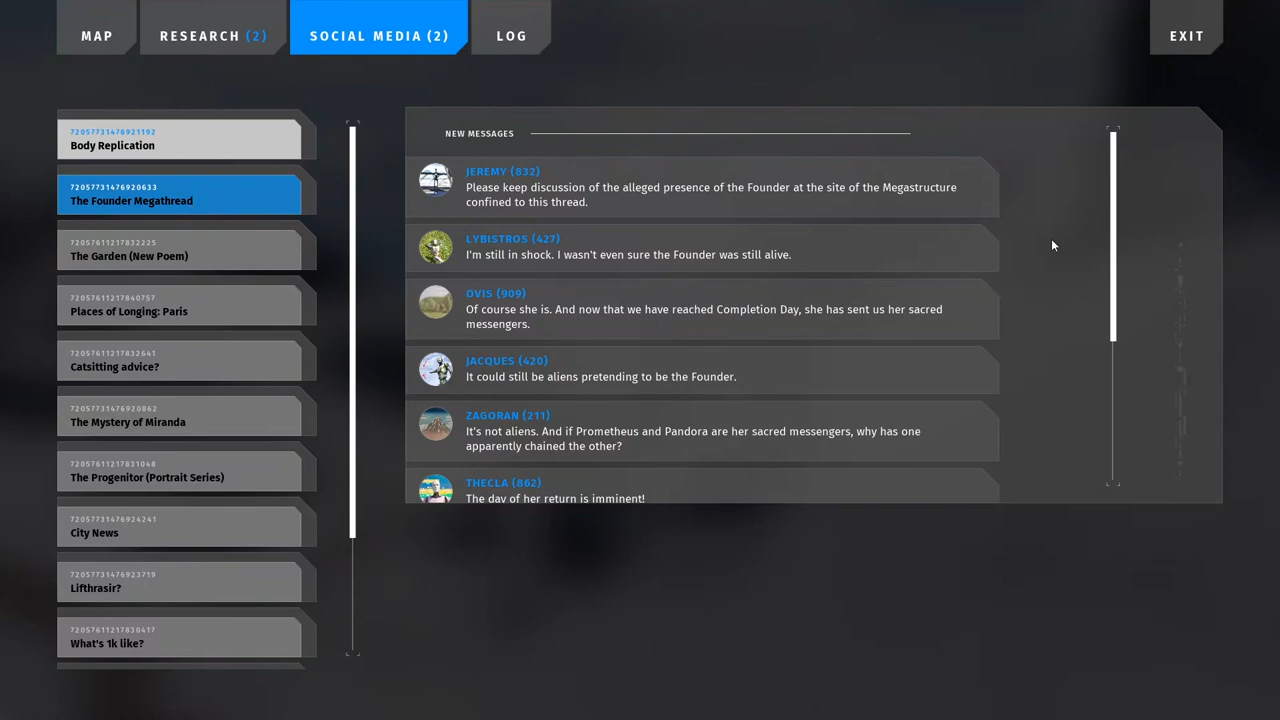 MAP
RESEARCH (2)
SOCIAL MEDIA (2)
LOG
EXIT
72057731476921192
Body Replication
72057731476920633
The Founder Megathread
72057611217832225
The Garden (New Poem)
72057611217840757
Places of Longing: Paris
72057611217832641
Catsitting advice?
72057731476920862
The Mystery of Miranda
72057611217831048
The Progenitor (Portrait Series)
72057731476924241
City News
72057731476923719
Lifthrasir?
72057611217830417
What's 1k like?
NEW MESSAGES
JEREMY (832)
Please keep discussion of the alleged presence of the Founder at the site of the Megastructure
confined to this thread.
LYBISTROS (427)
I'm still in shock. I wasn't even sure the Founder was still alive.
OVIS (909)
Of course she is. And now that we have reached Completion Day, she has sent us her sacred
messengers.
JACQUES (420)
It could still be aliens pretending to be the Founder.
ZAGORAN (211)
It's not aliens. And if Prometheus and Pandora are her sacred messengers, why has one
apparently chained the other?
THECLA (862)
The day of her return is imminent!